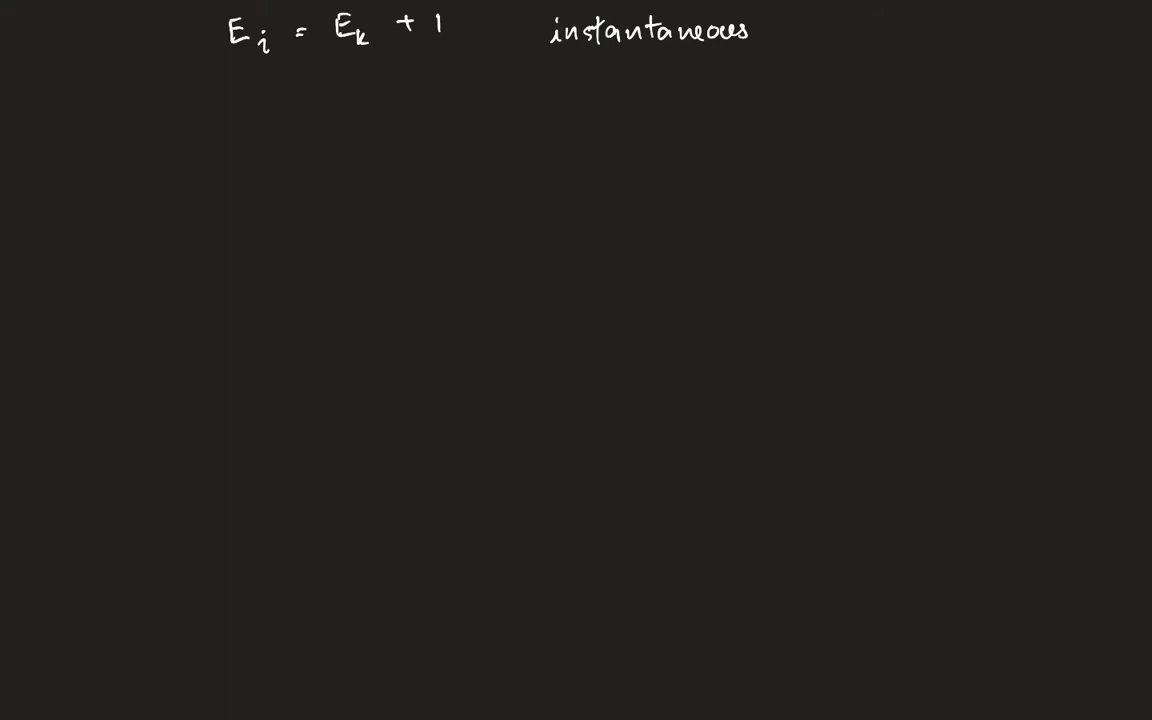 E_i = E_k + 1 instantaneous